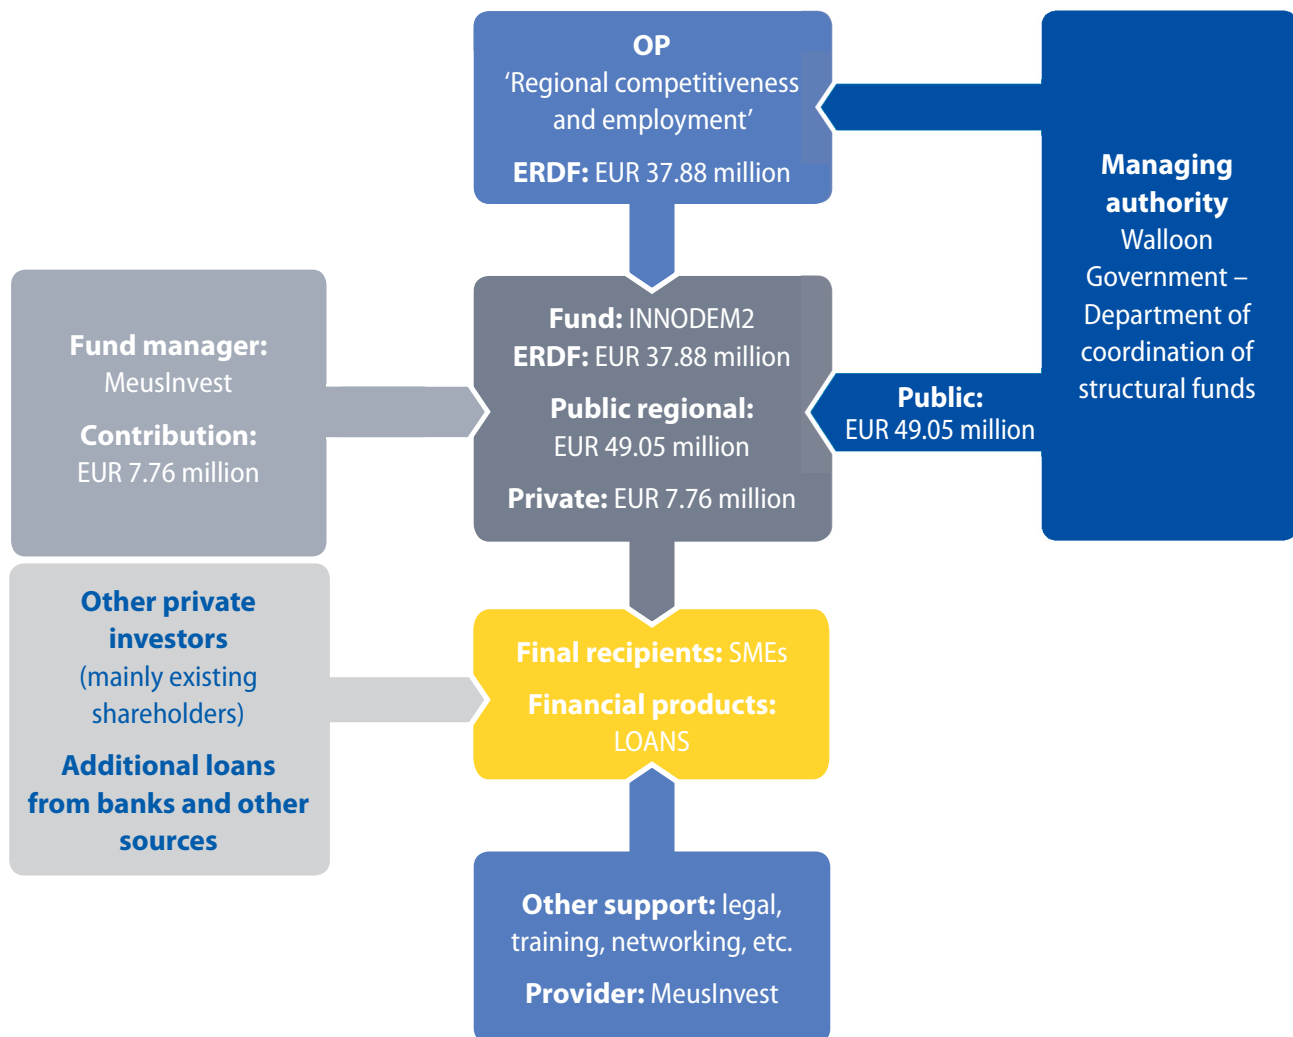 OP
‘Regional competitiveness
and employment’
ERDF: EUR 37.88 million
Managing
authority
Walloon
Government –
Department of
coordination of
structural funds
Fund manager:
MeusInvest
Contribution:
EUR 7.76 million
Fund: INNODEM2
ERDF: EUR 37.88 million
Public regional:
EUR 49.05 million
Private: EUR 7.76 million
Public:
EUR 49.05 million
Other private
investors
(mainly existing
shareholders)
Additional loans
from banks and other
sources
Final recipients: SMEs
Financial products:
LOANS
Other support: legal,
training, networking, etc.
Provider: MeusInvest